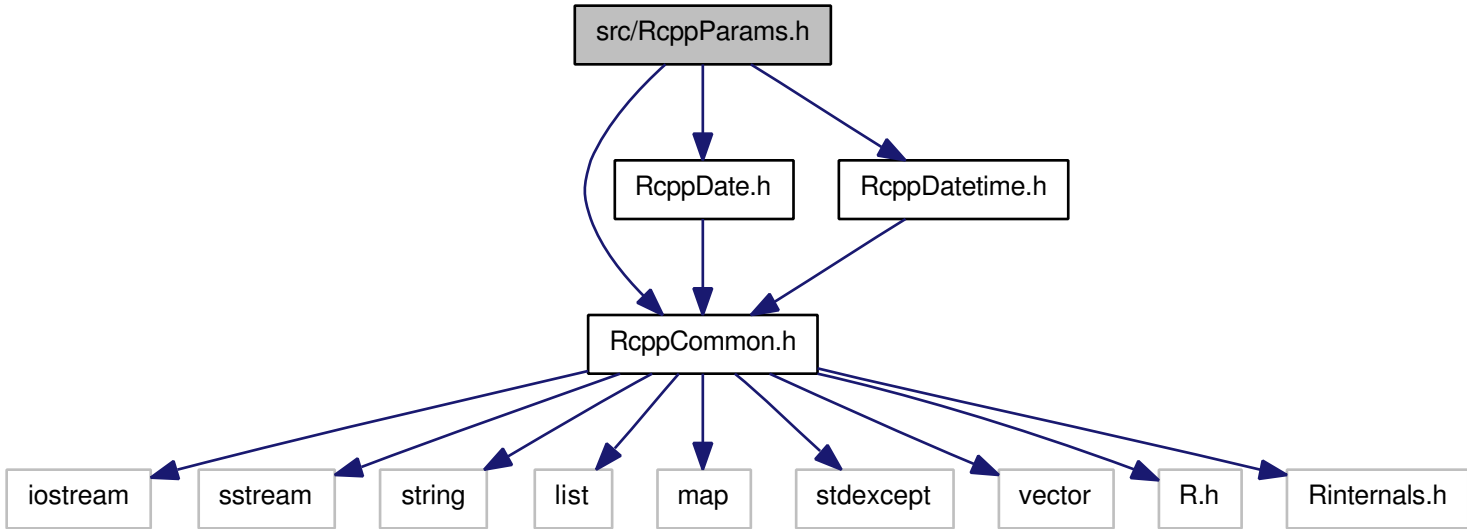 src/RcppParams.h
RcppDate.h
RcppDatetime.h
RcppCommon.h
iostream
sstream
string
list
map
stdexcept
vector
R.h
Rinternals.h